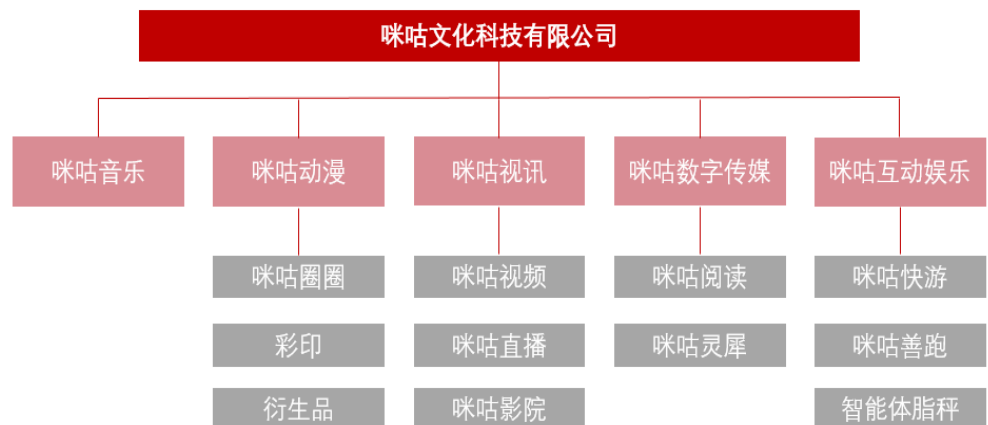 咪咕文化科技有限公司
咪咕音乐
咪咕动漫
咪咕视讯
咪咕数字传媒
咪咕互动娱乐
咪咕圈圈
咪咕视频
咪咕阅读
咪咕快游
彩印
咪咕直播
咪咕灵犀
咪咕善跑
衍生品
咪咕影院
智能体脂秤